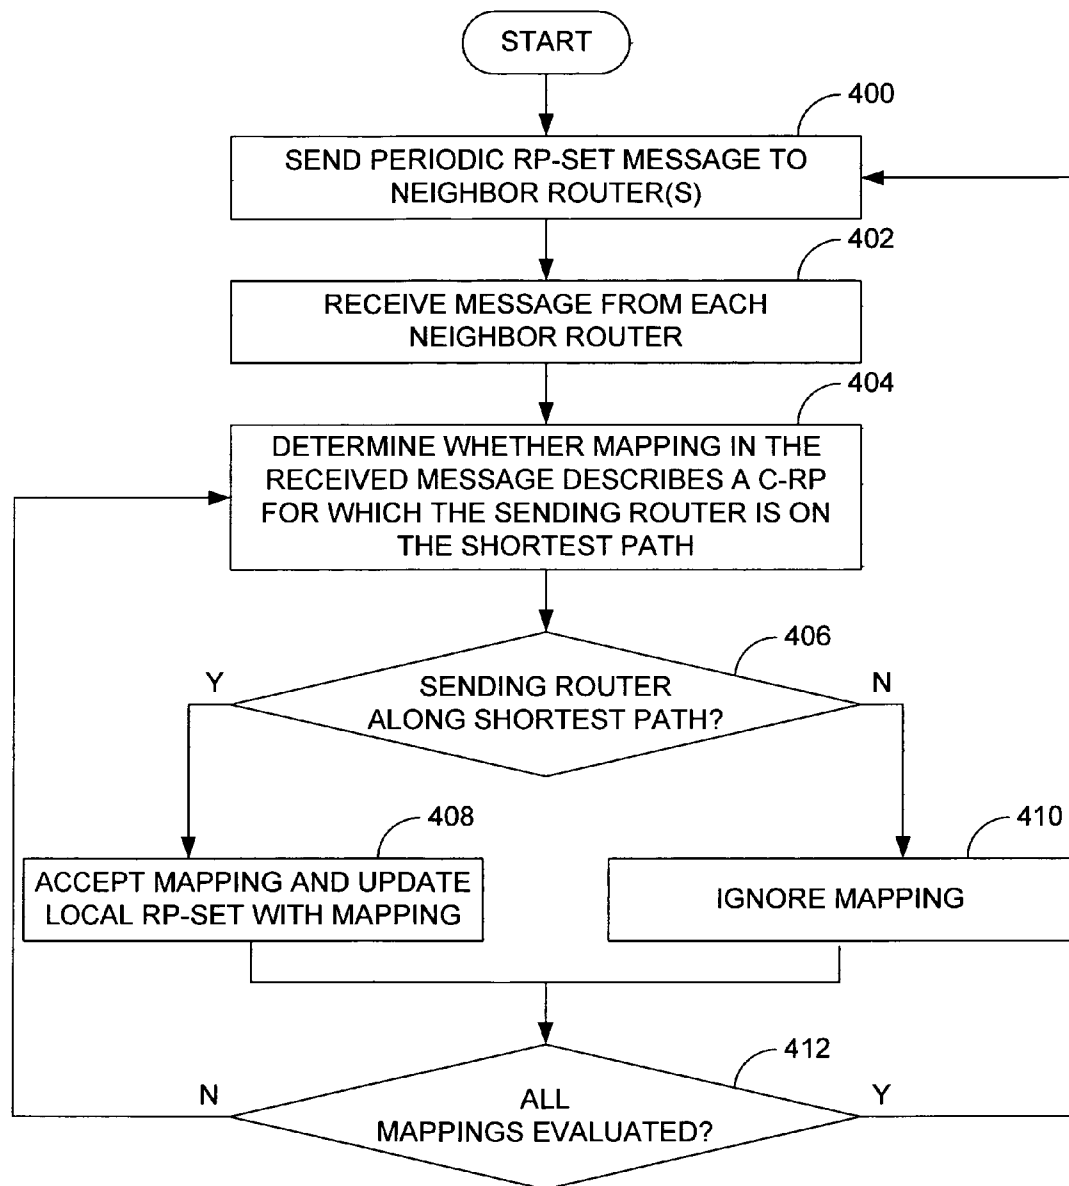 START
400
SEND PERIODIC RP-SET MESSAGE TO
NEIGHBOR ROUTER(S)
402
RECEIVE MESSAGE FROM EACH
NEIGHBOR ROUTER
404
DETERMINE WHETHER MAPPING IN THE
RECEIVED MESSAGE DESCRIBES A C-RP
FOR WHICH THE SENDING ROUTER IS ON
THE SHORTEST PATH
406
Y
N
SENDING ROUTER
ALONG SHORTEST PATH?
408
410
ACCEPT MAPPING AND UPDATE
LOCAL RP-SET WITH MAPPING
IGNORE MAPPING
412
N
Y
ALL
MAPPINGS EVALUATED?